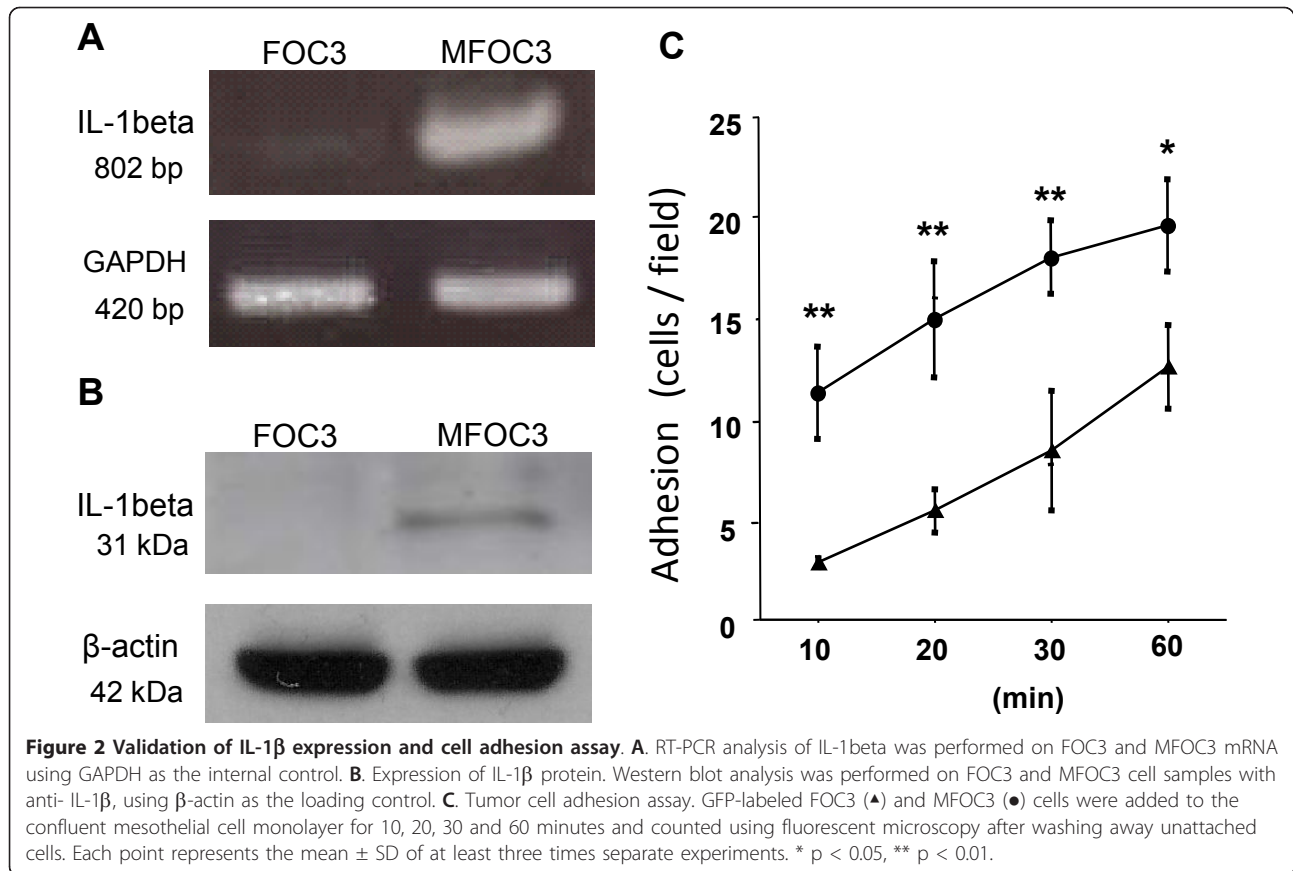 A
FOC3 MFOC3
IL-1beta
802 bp
GAPDH
420 bp
B
FOC3 MFOC3
IL-1beta
31 kDa
β-actin
42 kDa
C
Adhesion (cells / field)
25
20
15
10
5
0
** ** ** *
10 20 30 60
(min)
Figure 2 Validation of IL-1β expression and cell adhesion assay. A. RT-PCR analysis of IL-1beta was performed on FOC3 and MFOC3 mRNA
using GAPDH as the internal control. B. Expression of IL-1β protein. Western blot analysis was performed on FOC3 and MFOC3 cell samples with
anti- IL-1β, using β-actin as the loading control. C. Tumor cell adhesion assay. GFP-labeled FOC3 (▲) and MFOC3 (●) cells were added to the
confluent mesothelial cell monolayer for 10, 20, 30 and 60 minutes and counted using fluorescent microscopy after washing away unattached
cells. Each point represents the mean ± SD of at least three times separate experiments. * p < 0.05, ** p < 0.01.